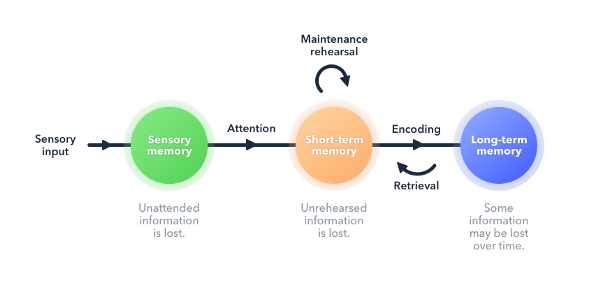 Maintenance
rehearsal
Sensory
input
Sensory
memory
Attention
Short-term
memory
Encoding
Retrieval
Long-term
memory
Unattended
information
is lost.
Unrehearsed
information
is lost.
Some
information
may be lost
over time.